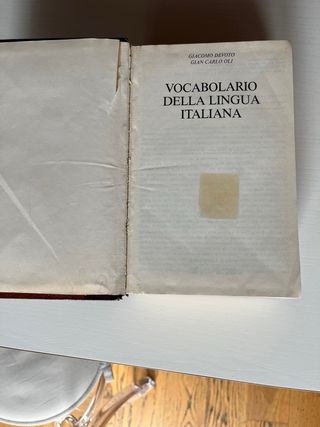 GIACOMO DEVOTO
GIAN CARLO OLI
VOCABOLARIO
DELLA LINGUA
ITALIANA